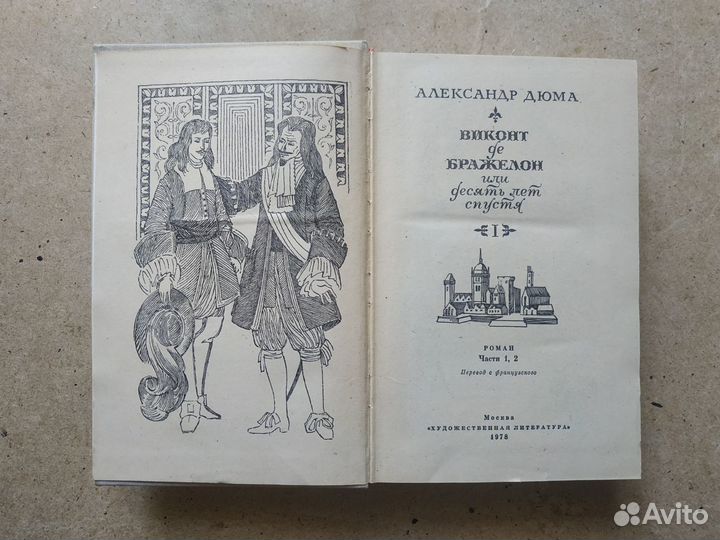 АЛЕКСАНДР ДЮМА
ВИКОНТ
де
БРАЖЕЛОН
или
десять лет
спустя
I
РОМАН
Части 1, 2
Перевод с французского
Москва
«ХУДОЖЕСТВЕННАЯ ЛИТЕРАТУРА»
1978
Avito